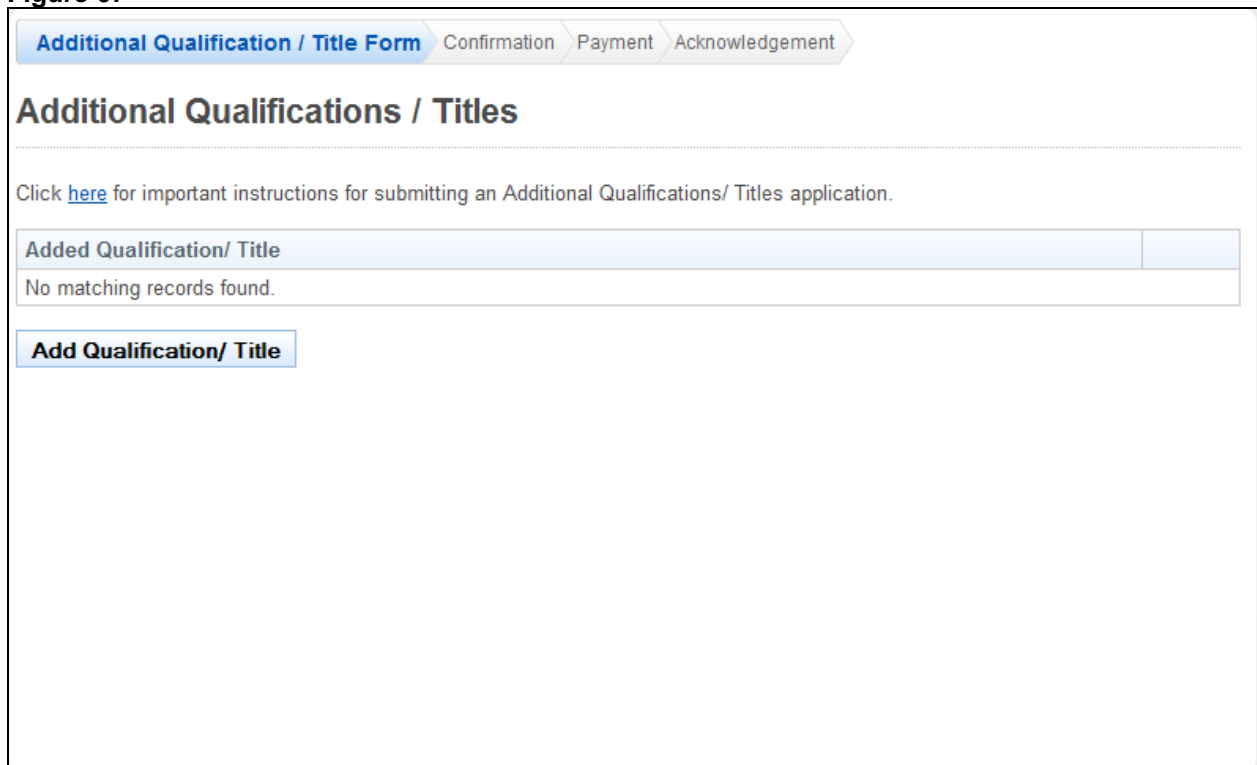 Additional Qualification / Title Form Confirmation Payment Acknowledgement
Additional Qualifications / Titles
Click here for important instructions for submitting an Additional Qualifications/ Titles application.
Added Qualification/ Title
No matching records found.
Add Qualification/ Title